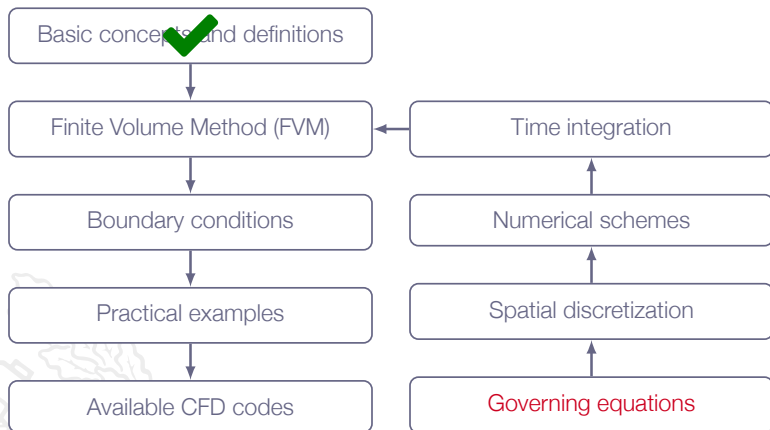 Basic concepts and definitions
Finite Volume Method (FVM)
Boundary conditions
Practical examples
Available CFD codes
Time integration
Numerical schemes
Spatial discretization
Governing equations